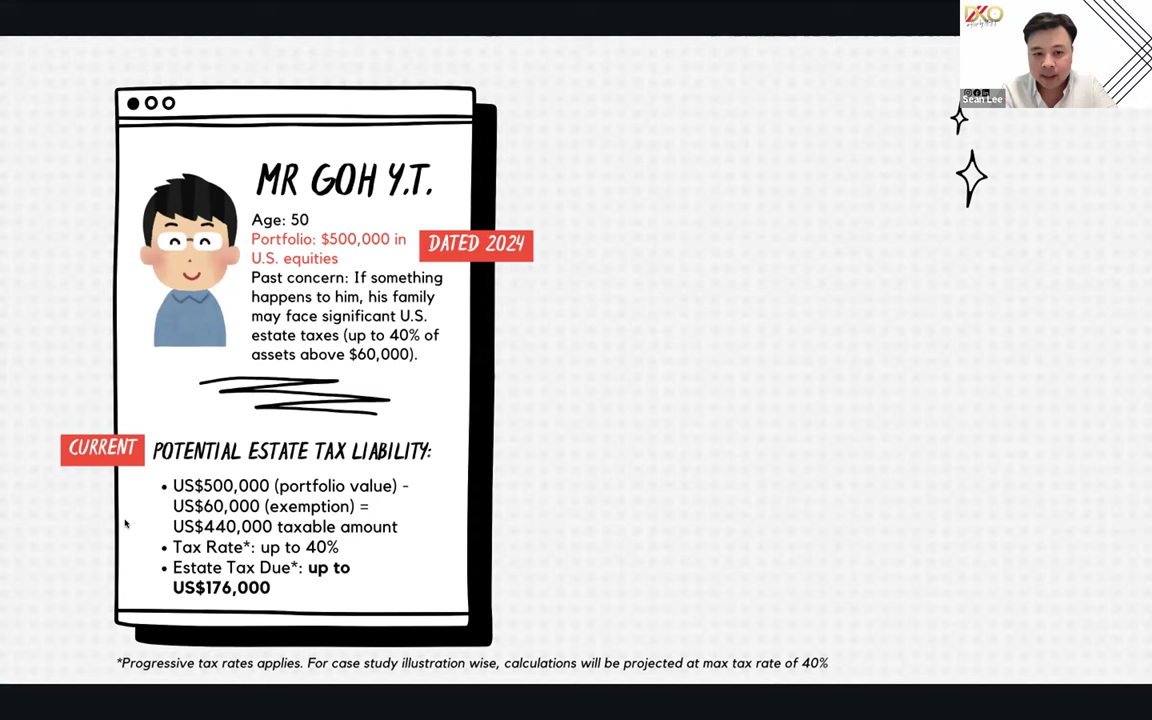 DKO
Sean Lee
MR GOH Y.T.
Age: 50
Portfolio: $500,000 in
U.S. equities
DATED 2024
Past concern: If something
happens to him, his family
may face significant U.S.
estate taxes (up to 40% of
assets above $60,000).
CURRENT
POTENTIAL ESTATE TAX LIABILITY:
• US$500,000 (portfolio value) -
US$60,000 (exemption) =
US$440,000 taxable amount
• Tax Rate*: up to 40%
• Estate Tax Due*: up to
US$176,000
*Progressive tax rates applies. For case study illustration wise, calculations will be projected at max tax rate of 40%